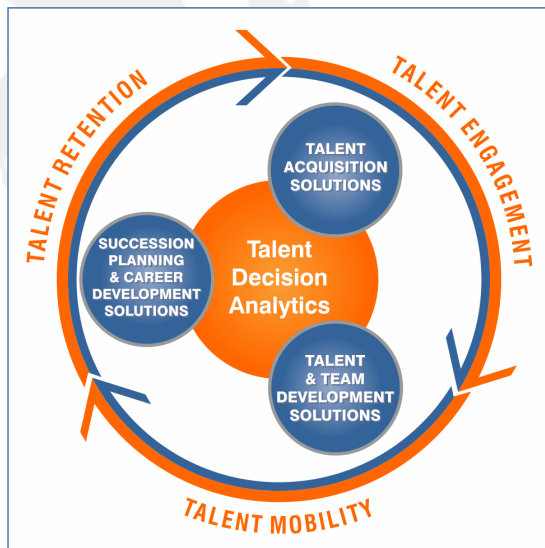 TALENT RETENTION
TALENT ENGAGEMENT
TALENT
ACQUISITION
SOLUTIONS
SUCCESSION
PLANNING
& CAREER
DEVELOPMENT
SOLUTIONS
Talent
Decision
Analytics
TALENT
& TEAM
DEVELOPMENT
SOLUTIONS
TALENT MOBILITY